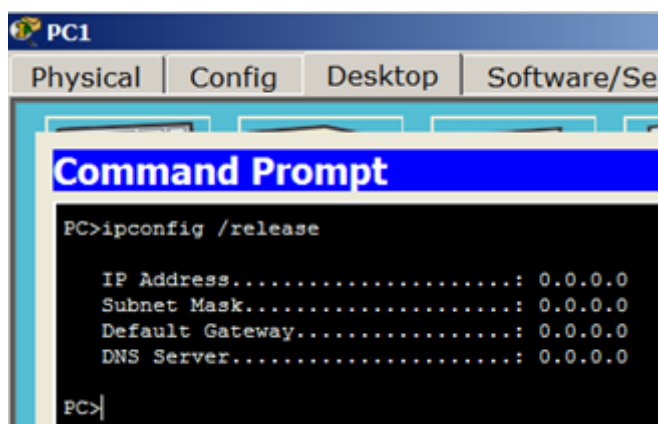 PC1
Physical Config Desktop Software/Se
Command Prompt
PC>ipconfig /release
IP Address......................: 0.0.0.0
Subnet Mask.....................: 0.0.0.0
Default Gateway.................: 0.0.0.0
DNS Server......................: 0.0.0.0
PC>